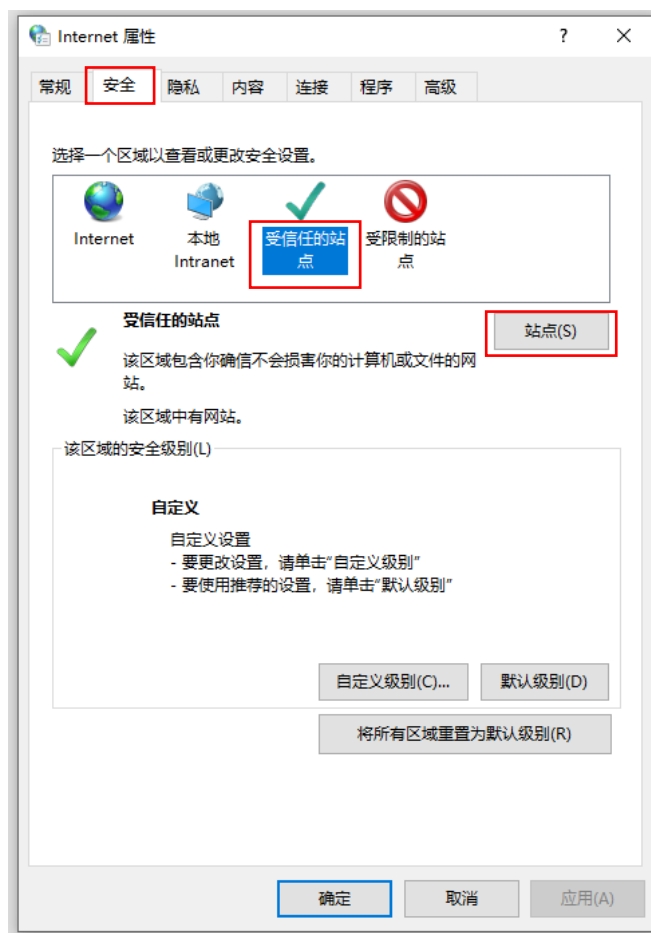 Internet 属性
?
常规 安全 隐私 内容 连接 程序 高级
选择一个区域以查看或更改安全设置。
Internet
本地
Intranet
受信任的站
点
受限制的站
点
受信任的站点
站点(S)
该区域包含你确信不会损害你的计算机或文件的网
站。
该区域中有网站。
该区域的安全级别(L)
自定义
自定义设置
- 要更改设置，请单击“自定义级别”
- 要使用推荐的设置，请单击“默认级别”
自定义级别(C)... 默认级别(D)
将所有区域重置为默认级别(R)
确定 取消 应用(A)